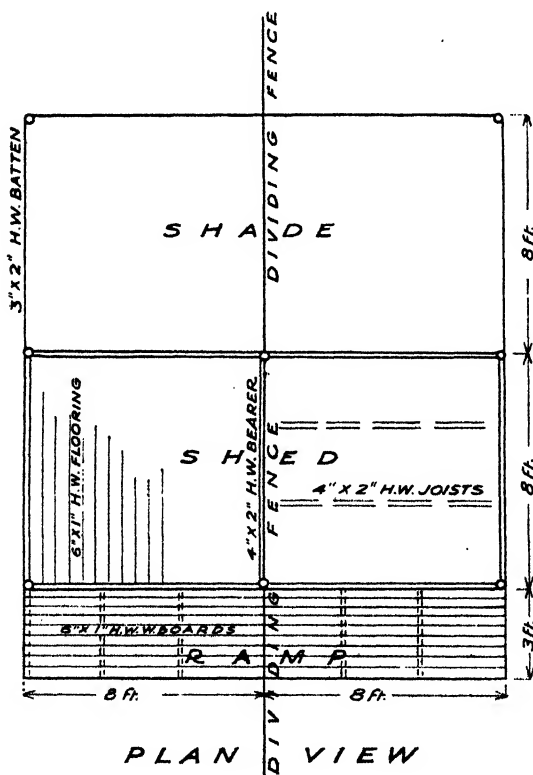 DIVIDING FENCE
3"X2" H.W. BATTEN
SHADE
8 ft.
6"X1" H.W. FLOORING
4"X2" H.W. BEARER
SHED
DIVIDING FENCE
4" X 2" H.W. JOISTS
8 ft.
6"X1" H.W.W.BOARDS
RAMP
3 ft.
8 ft.
8 ft.
PLAN VIEW